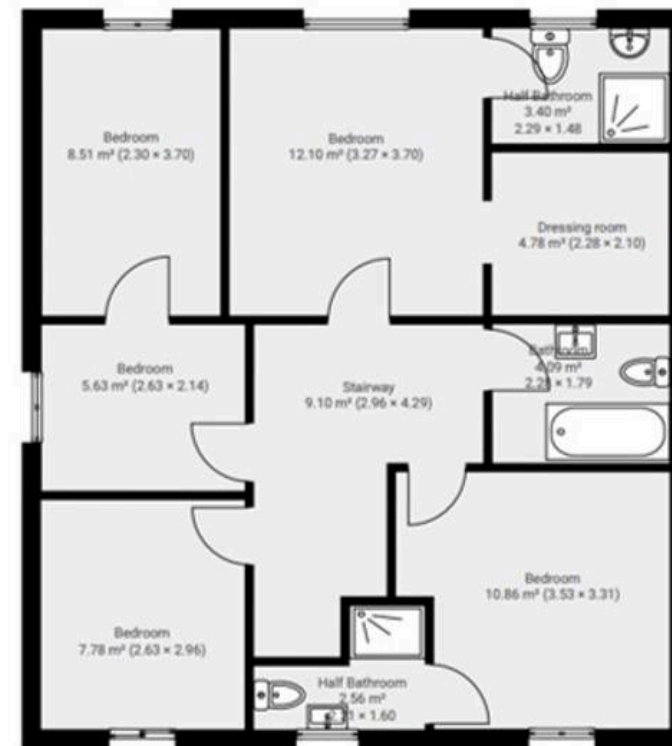 Half Bathroom
3.40 m²
2.29 × 1.48
Bedroom
8.51 m² (2.30 × 3.70)
Bedroom
12.10 m² (3.27 × 3.70)
Dressing room
4.78 m² (2.28 × 2.10)
Bedroom
5.63 m² (2.63 × 2.14)
Stairway
9.10 m² (2.96 × 4.29)
4.09 m²
× 1.79
Bedroom
10.86 m² (3.53 × 3.31)
Bedroom
7.78 m² (2.63 × 2.96)
Half Bathroom
2.56 m²
× 1.60